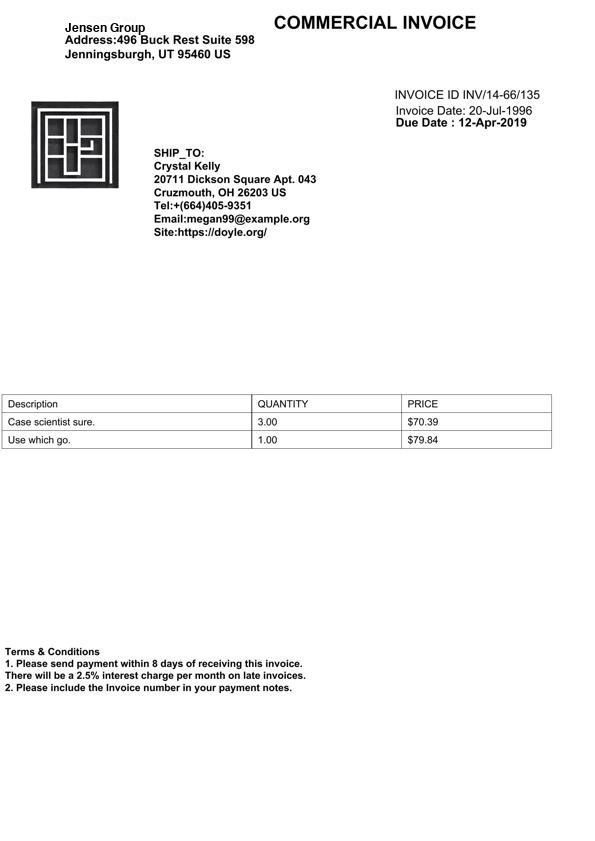 COMMERCIAL INVOICE
Jensen Group
Address:496 Buck Rest Suite 598
Jenningsburgh, UT 95460 US
INVOICE ID INV/14-66/135
Invoice Date: 20-Jul-1996
Due Date : 12-Apr-2019
SHIP_TO:
Crystal Kelly
20711 Dickson Square Apt. 043
Cruzmouth, OH 26203 US
Tel:+(664)405-9351
Email:megan99@example.org
Site:https://doyle.org/
Description QUANTITY PRICE
Case scientist sure. 3.00 $70.39
Use which go. 1.00 $79.84
Terms & Conditions
1. Please send payment within 8 days of receiving this invoice.
There will be a 2.5% interest charge per month on late invoices.
2. Please include the Invoice number in your payment notes.